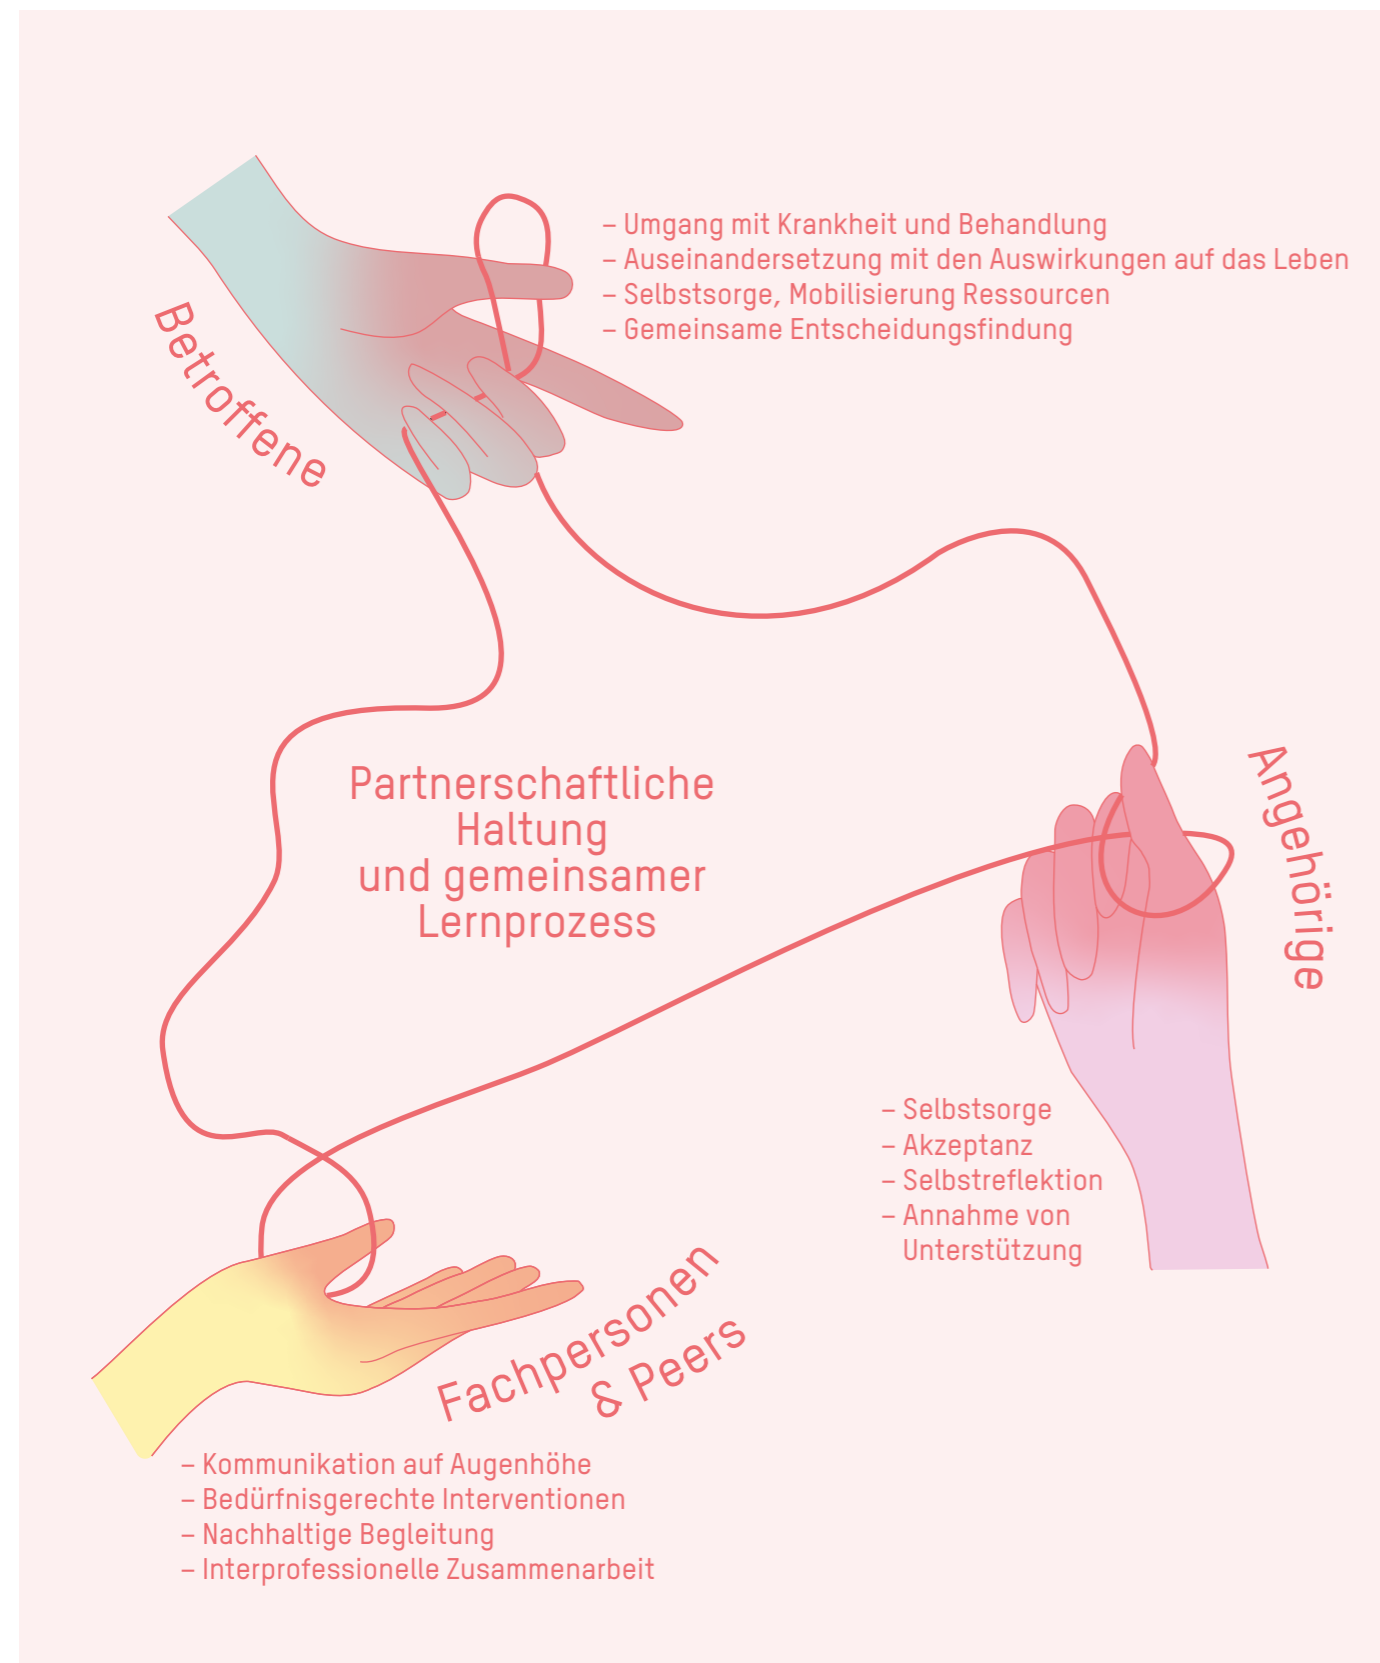 Betroffene
– Umgang mit Krankheit und Behandlung
– Auseinandersetzung mit den Auswirkungen auf das Leben
– Selbstsorge, Mobilisierung Ressourcen
– Gemeinsame Entscheidungsfindung
Partnerschaftliche
Haltung
und gemeinsamer
Lernprozess
Angehörige
– Selbstsorge
– Akzeptanz
– Selbstreflektion
– Annahme von
Unterstützung
Fachpersonen
& Peers
– Kommunikation auf Augenhöhe
– Bedürfnisgerechte Interventionen
– Nachhaltige Begleitung
– Interprofessionelle Zusammenarbeit